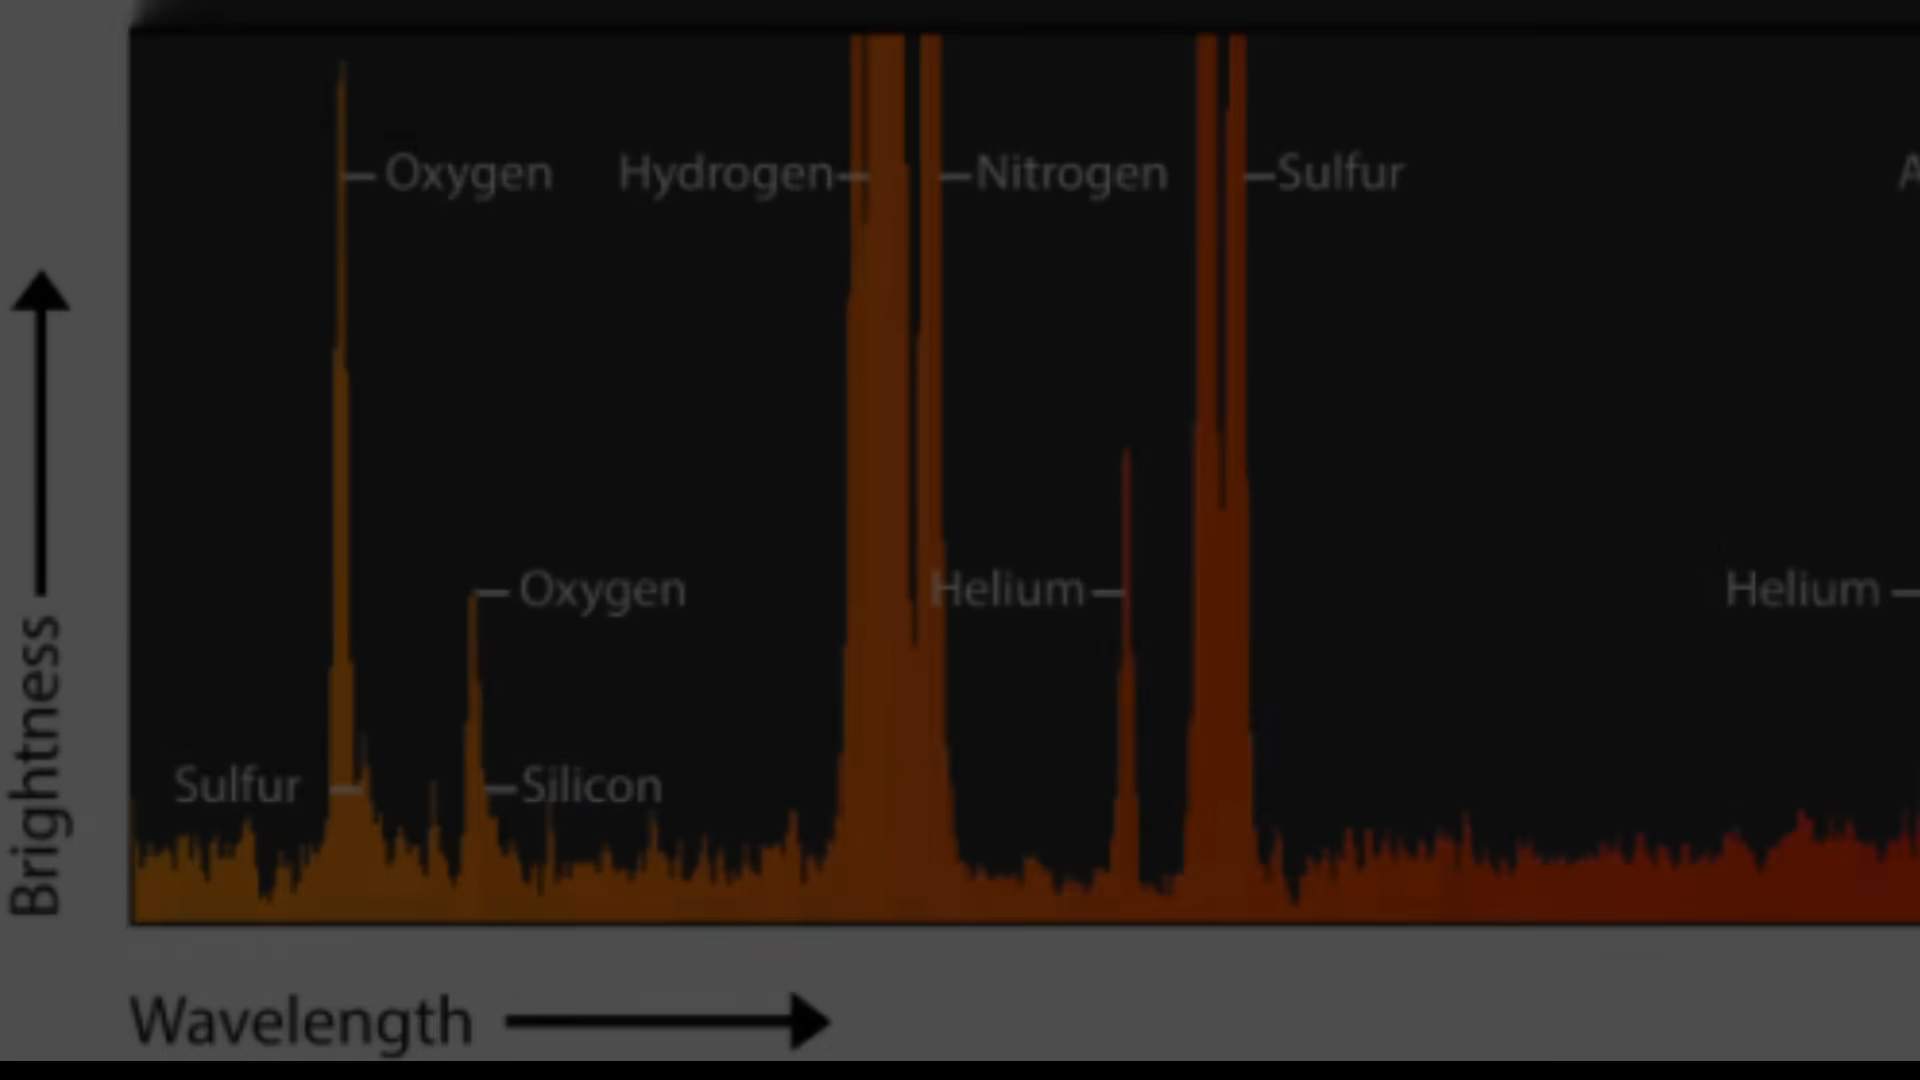 Oxygen
Hydrogen
Nitrogen
Sulfur
Oxygen
Helium
Helium
Sulfur
Silicon
Brightness
Wavelength